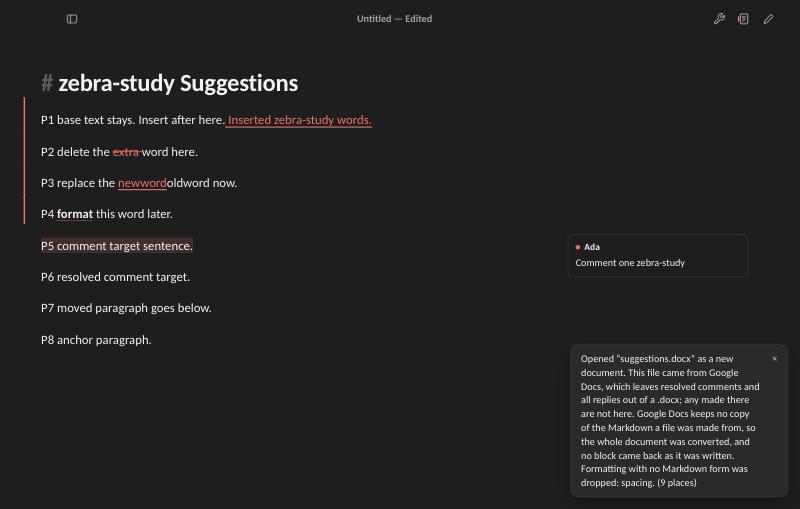 Untitled — Edited
# zebra-study Suggestions
P1 base text stays. Insert after here. Inserted zebra-study words.
P2 delete the extra word here.
P3 replace the newwordoldword now.
P4 format this word later.
P5 comment target sentence.
Ada
Comment one zebra-study
P6 resolved comment target.
P7 moved paragraph goes below.
P8 anchor paragraph.
Opened “suggestions.docx” as a new
document. This file came from Google
Docs, which leaves resolved comments and
all replies out of a .docx; any made there
are not here. Google Docs keeps no copy
of the Markdown a file was made from, so
the whole document was converted, and
no block came back as it was written.
Formatting with no Markdown form was
dropped: spacing. (9 places)